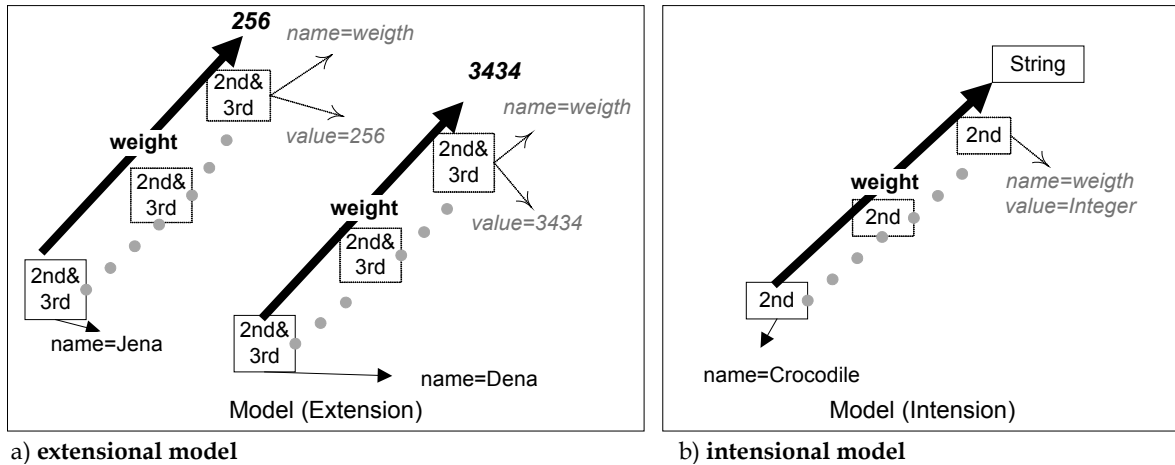 256
name=weigth
2nd&
3rd
value=256
weight
2nd&
3rd
2nd&
3rd
name=Jena
3434
name=weigth
2nd&
3rd
value=3434
weight
2nd&
3rd
2nd&
3rd
name=Dena
Model (Extension)
a) extensional model
String
2nd
name=weigth
value=Integer
weight
2nd
2nd
name=Crocodile
Model (Intension)
b) intensional model